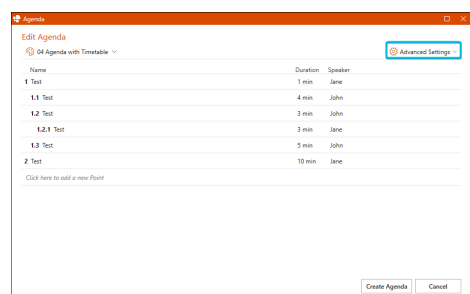 Agenda
Edit Agenda
04 Agenda with Timetable
Advanced Settings
Name Duration Speaker
1 Test 1 min Jane
1.1 Test 4 min John
1.2 Test 3 min John
1.2.1 Test 3 min Jane
1.3 Test 5 min John
2 Test 10 min Jane
Click here to add a new Point
Create Agenda Cancel